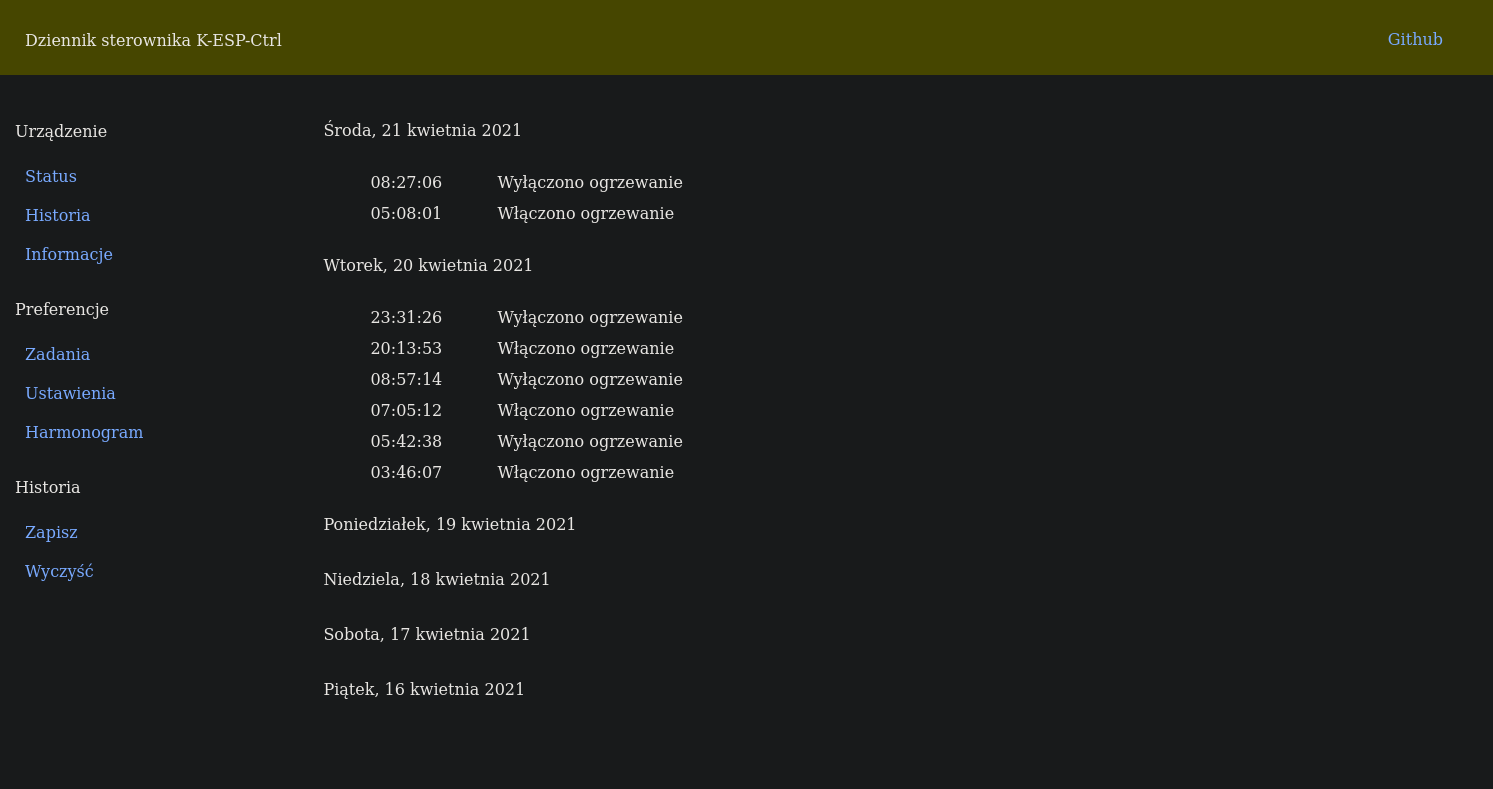 Dziennik sterownika K-ESP-Ctrl
Github
Urządzenie
Status
Historia
Informacje
Preferencje
Zadania
Ustawienia
Harmonogram
Historia
Zapisz
Wyczyść
Środa, 21 kwietnia 2021
08:27:06 Wyłączono ogrzewanie
05:08:01 Włączono ogrzewanie
Wtorek, 20 kwietnia 2021
23:31:26 Wyłączono ogrzewanie
20:13:53 Włączono ogrzewanie
08:57:14 Wyłączono ogrzewanie
07:05:12 Włączono ogrzewanie
05:42:38 Wyłączono ogrzewanie
03:46:07 Włączono ogrzewanie
Poniedziałek, 19 kwietnia 2021
Niedziela, 18 kwietnia 2021
Sobota, 17 kwietnia 2021
Piątek, 16 kwietnia 2021